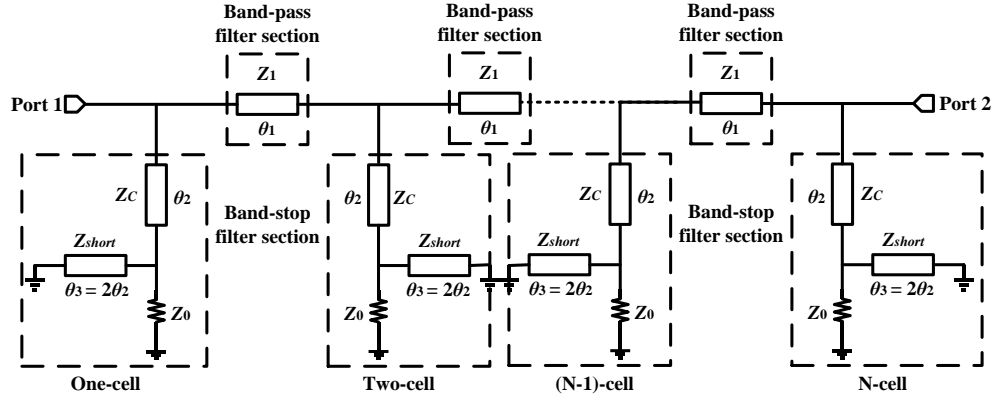 Band-pass
filter section
Band-pass
filter section
Band-pass
filter section
Z1
Z1
Z1
Port 1
Port 2
θ1
θ1
θ1
ZC
θ2
θ2
ZC
ZC
θ2
θ2
ZC
Band-stop
filter section
Band-stop
filter section
Zshort
Zshort
Zshort
Zshort
θ3 = 2θ2
θ3 = 2θ2
θ3 = 2θ2
θ3 = 2θ2
Z0
Z0
Z0
Z0
One-cell
Two-cell
(N-1)-cell
N-cell